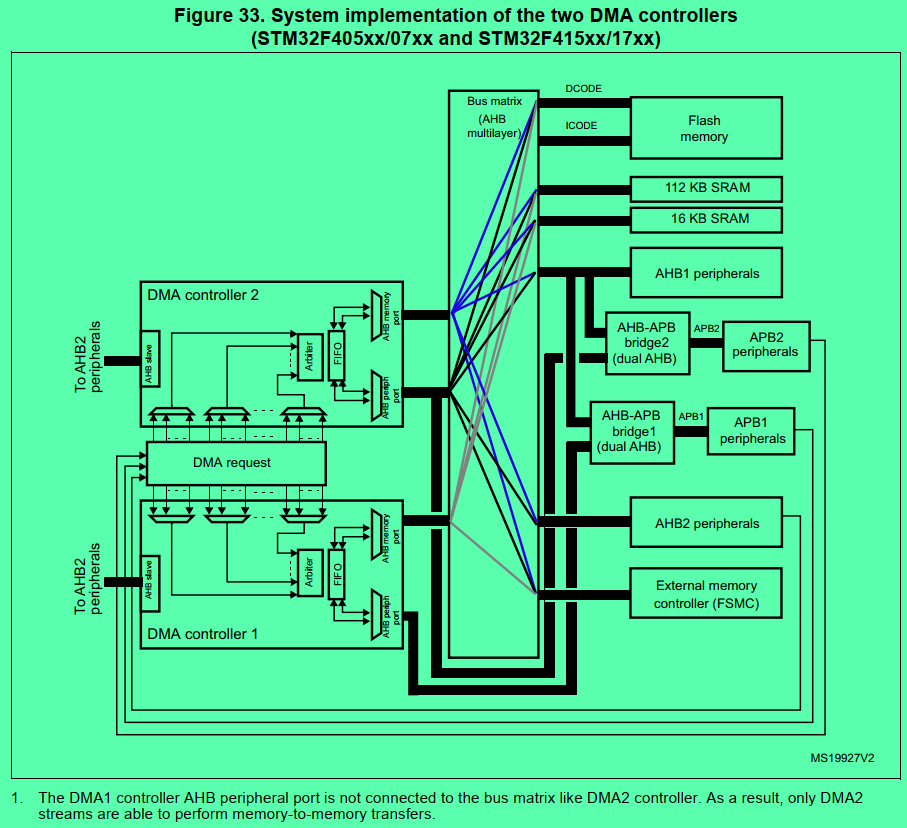 Figure 33. System implementation of the two DMA controllers
(STM32F405xx/07xx and STM32F415xx/17xx)
Bus matrix
(AHB
multilayer)
DCODE
ICODE
Flash
memory
112 KB SRAM
16 KB SRAM
AHB1 peripherals
DMA controller 2
To AHB2
peripherals
AHB slave
Arbiter
FIFO
AHB memory
port
AHB periph
port
AHB-APB
bridge2
(dual AHB)
APB2
APB2
peripherals
AHB-APB
bridge1
(dual AHB)
APB1
APB1
peripherals
DMA request
To AHB2
peripherals
AHB slave
Arbiter
FIFO
AHB memory
port
AHB periph
port
DMA controller 1
AHB2 peripherals
External memory
controller (FSMC)
MS19927V2
1. The DMA1 controller AHB peripheral port is not connected to the bus matrix like DMA2 controller. As a result, only DMA2
streams are able to perform memory-to-memory transfers.